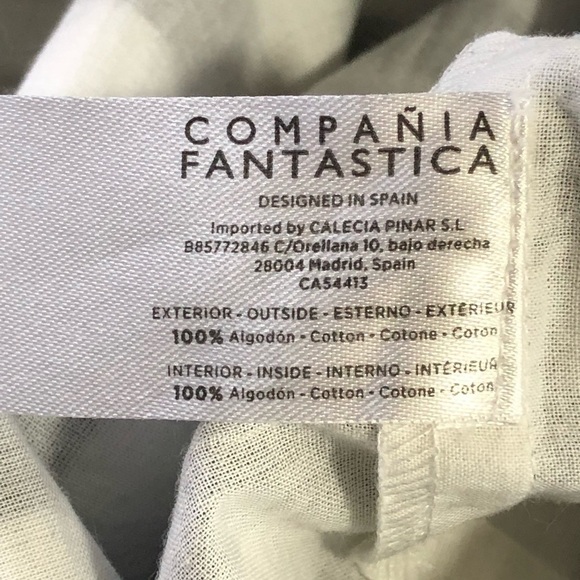 COMPAÑIA
FANTASTICA
DESIGNED IN SPAIN
Imported by CALECIA PINAR S.L
B85772846 C/Orellana 10, bajo derecha
28004 Madrid, Spain
CA54413
EXTERIOR - OUTSIDE - ESTERNO - EXTÉRIEUR
100% Algodón - Cotton - Cotone - Coton
INTERIOR - INSIDE - INTERNO - INTÉRIEUR
100% Algodón - Cotton - Cotone - Coton